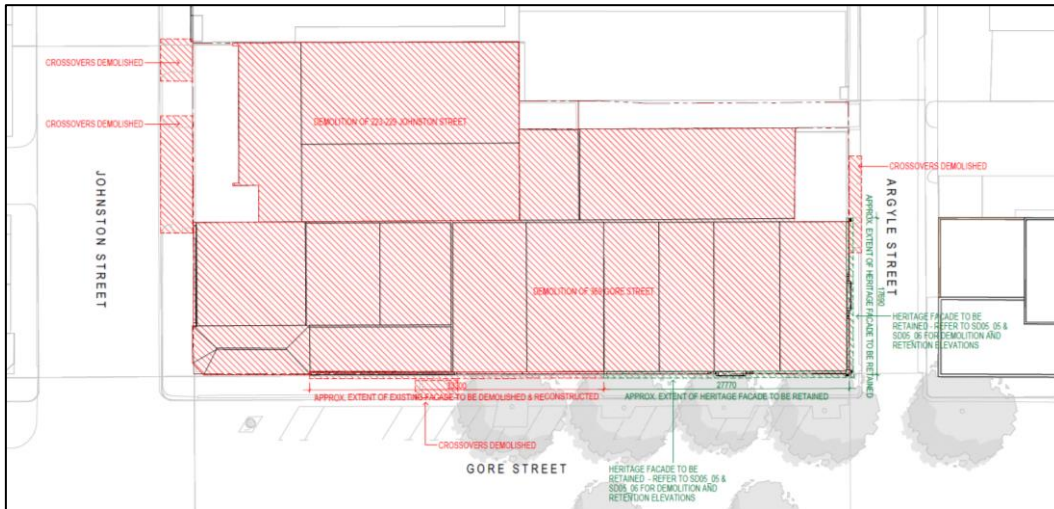 CROSSOVERS DEMOLISHED
CROSSOVERS DEMOLISHED
DEMOLITION OF 223-229 JOHNSTON STREET
CROSSOVERS DEMOLISHED
JOHNSTON STREET
ARGYLE STREET
APPROX. EXTENT OF HERITAGE FACADE TO BE RETAINED
17690
DEMOLITION OF 369 GORE STREET
HERITAGE FACADE TO BE
RETAINED - REFER TO SD05_05 &
SD05_06 FOR DEMOLITION AND
RETENTION ELEVATIONS
27770
APPROX. EXTENT OF EXISTING FACADE TO BE DEMOLISHED & RECONSTRUCTED
APPROX. EXTENT OF HERITAGE FACADE TO BE RETAINED
CROSSOVERS DEMOLISHED
GORE STREET
HERITAGE FACADE TO BE
RETAINED - REFER TO SD05_05 &
SD05_06 FOR DEMOLITION AND
RETENTION ELEVATIONS